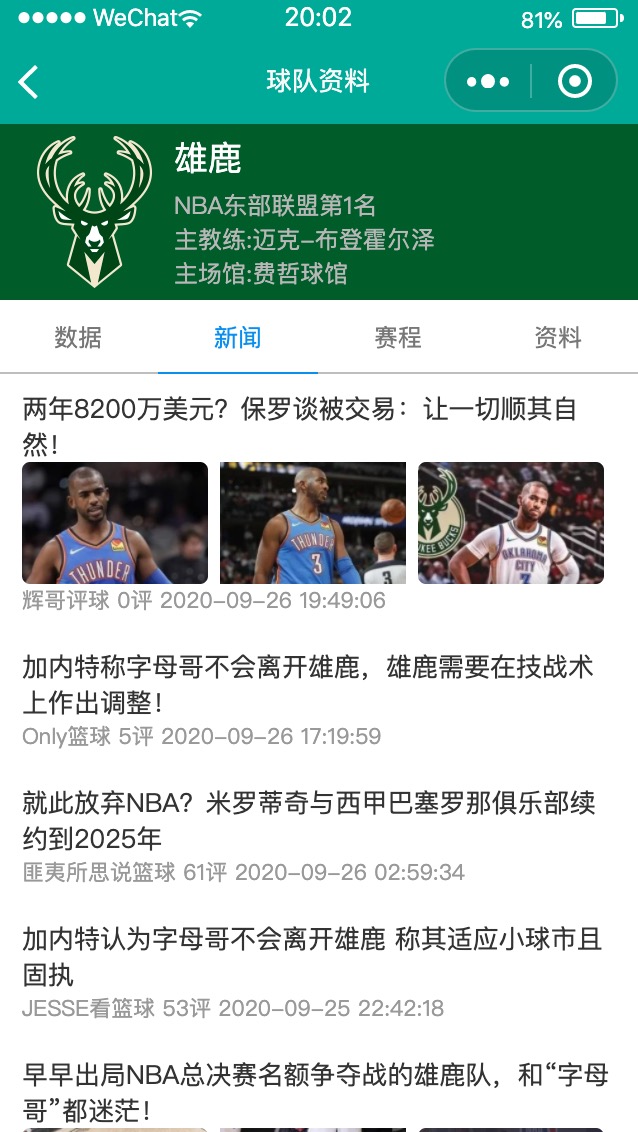 WeChat
20:02
81%
球队资料
雄鹿
NBA东部联盟第1名
主教练:迈克-布登霍尔泽
主场馆:费哲球馆
数据
新闻
赛程
资料
两年8200万美元？保罗谈被交易：让一切顺其自
然！
THUNDER
THUNDER
3
3
KEE BUCKS
OKLAHOMA
CITY
辉哥评球 0评 2020-09-26 19:49:06
加内特称字母哥不会离开雄鹿，雄鹿需要在技战术
上作出调整！
Only篮球 5评 2020-09-26 17:19:59
就此放弃NBA？米罗蒂奇与西甲巴塞罗那俱乐部续
约到2025年
匪夷所思说篮球 61评 2020-09-26 02:59:34
加内特认为字母哥不会离开雄鹿 称其适应小球市且
固执
JESSE看篮球 53评 2020-09-25 22:42:18
早早出局NBA总决赛名额争夺战的雄鹿队，和“字母
哥”都迷茫！